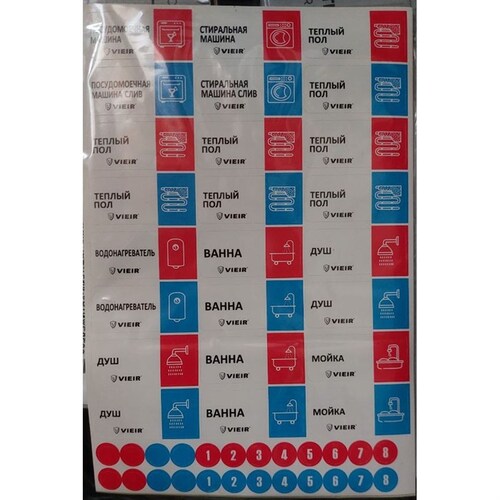 ПОСУДОМОЕЧНАЯ
МАШИНА
VIEIR
СТИРАЛЬНАЯ
МАШИНА
VIEIR
ТЕПЛЫЙ
ПОЛ
VIEIR
ПОСУДОМОЕЧНАЯ
МАШИНА СЛИВ
VIEIR
СТИРАЛЬНАЯ
МАШИНА СЛИВ
VIEIR
ТЕПЛЫЙ
ПОЛ
VIEIR
ТЕПЛЫЙ
ПОЛ
VIEIR
ТЕПЛЫЙ
ПОЛ
VIEIR
ТЕПЛЫЙ
ПОЛ
VIEIR
ТЕПЛЫЙ
ПОЛ
VIEIR
ТЕПЛЫЙ
ПОЛ
VIEIR
ТЕПЛЫЙ
ПОЛ
VIEIR
ВОДОНАГРЕВАТЕЛЬ
VIEIR
ВАННА
VIEIR
ДУШ
VIEIR
ВОДОНАГРЕВАТЕЛЬ
VIEIR
ВАННА
VIEIR
ДУШ
VIEIR
ДУШ
VIEIR
ВАННА
VIEIR
МОЙКА
VIEIR
ДУШ
VIEIR
ВАННА
VIEIR
МОЙКА
VIEIR
1 2 3 4 5 6 7 8
1 2 3 4 5 6 7 8